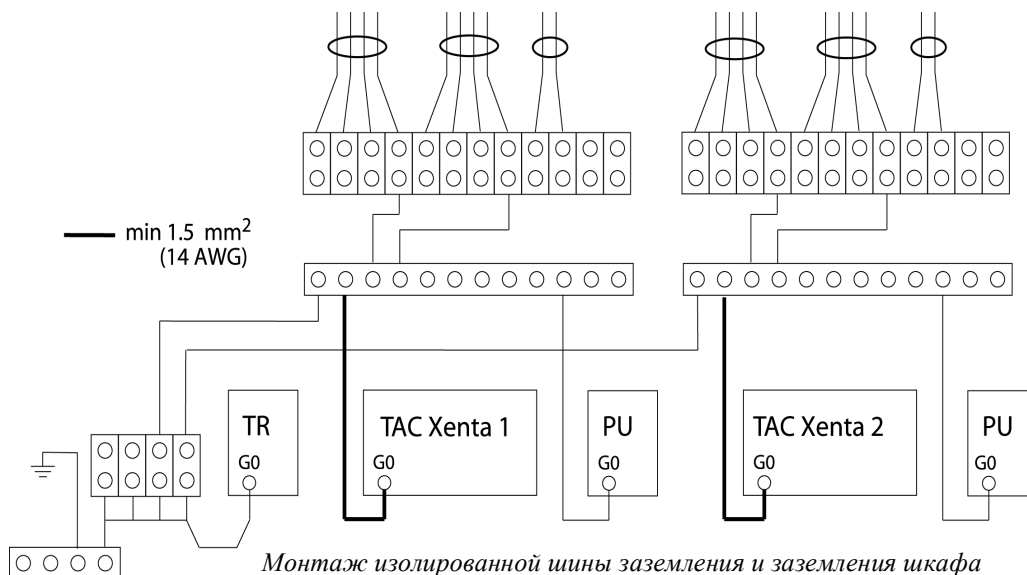 min 1.5 mm²
(14 AWG)
TR
G0
TAC Xenta 1
G0
PU
G0
TAC Xenta 2
G0
PU
G0
Монтаж изолированной шины заземления и заземления шкафа